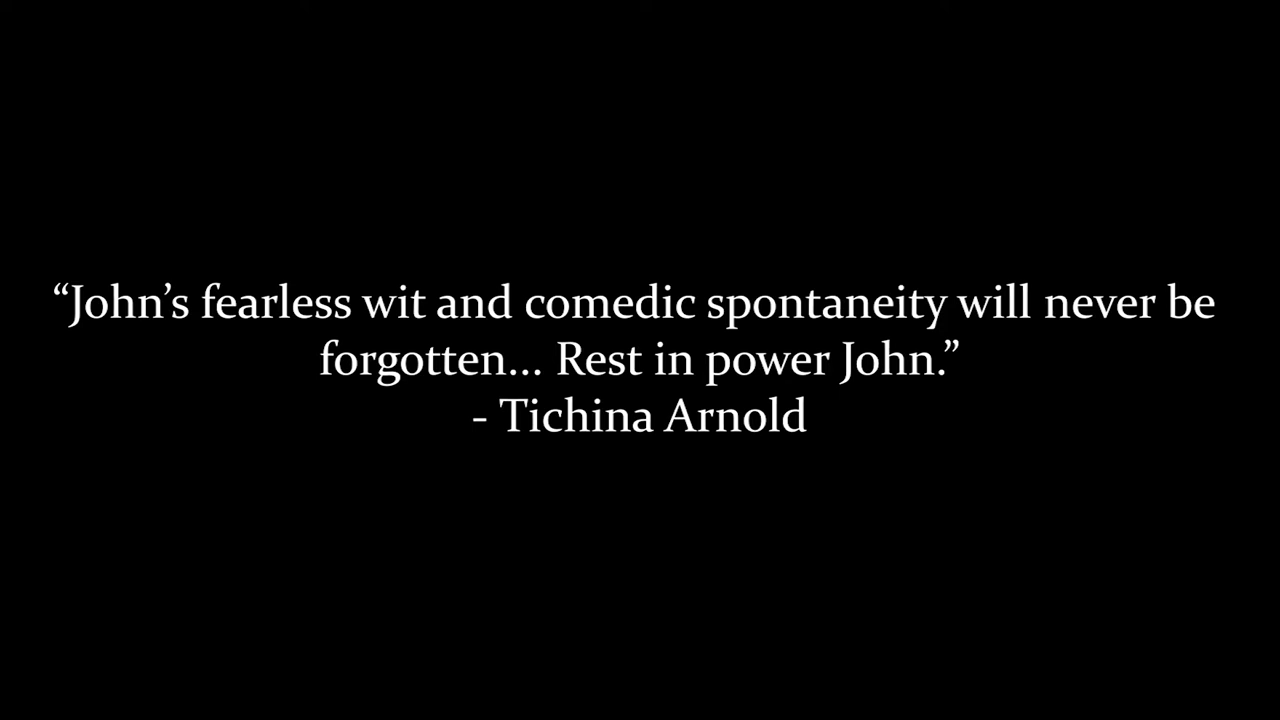 “John’s fearless wit and comedic spontaneity will never be
forgotten... Rest in power John.”
- Tichina Arnold